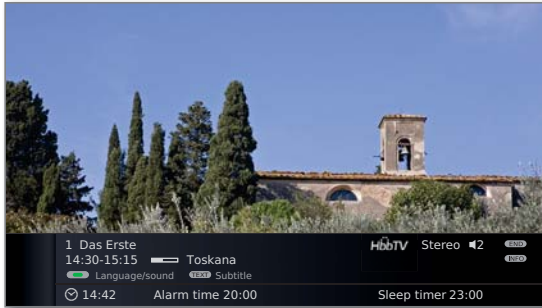 1 Das Erste
HbbTV Stereo 2 END
14:30-15:15 Toskana INFO
Language/sound TEXT Subtitle
14:42 Alarm time 20:00 Sleep timer 23:00